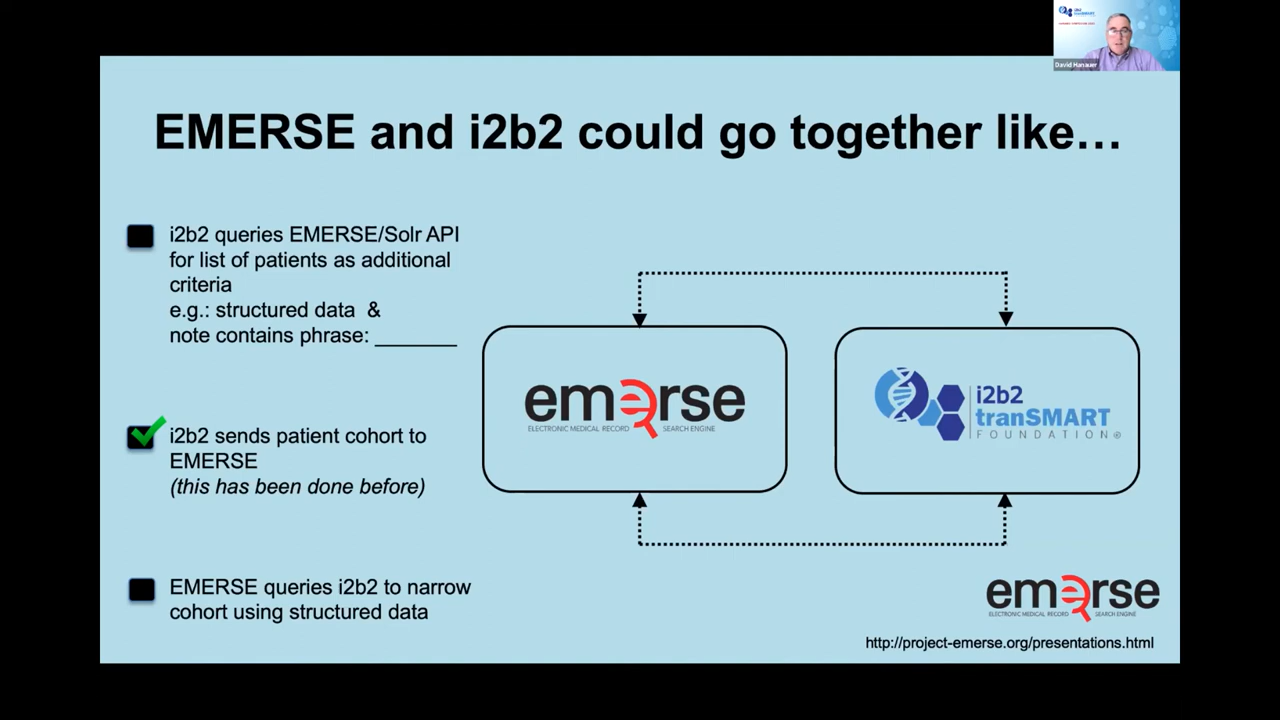 i2b2
tranSMART
David Hanauer
EMERSE and i2b2 could go together like…
i2b2 queries EMERSE/Solr API
for list of patients as additional
criteria
e.g.: structured data &
note contains phrase: _______
i2b2 sends patient cohort to
EMERSE
(this has been done before)
EMERSE queries i2b2 to narrow
cohort using structured data
emerse
ELECTRONIC MEDICAL RECORD SEARCH ENGINE
i2b2
tranSMART
FOUNDATION®
emerse
ELECTRONIC MEDICAL RECORD SEARCH ENGINE
http://project-emerse.org/presentations.html